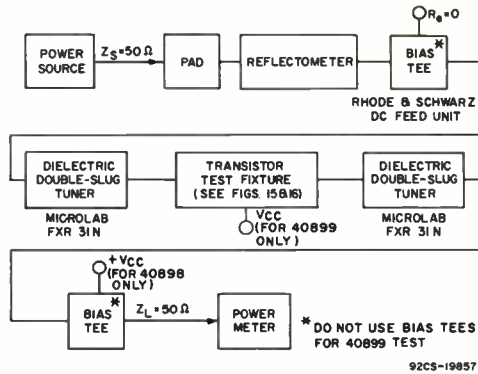 Re=0
POWER SOURCE
ZS=50 Ω
PAD
REFLECTOMETER
BIAS TEE *
RHODE & SCHWARZ
DC FEED UNIT
DIELECTRIC
DOUBLE-SLUG
TUNER
MICROLAB
FXR 31N
TRANSISTOR
TEST FIXTURE
(SEE FIGS. 15&16)
VCC
(FOR 40899
ONLY)
DIELECTRIC
DOUBLE-SLUG
TUNER
MICROLAB
FXR 31N
+VCC
(FOR 40898
ONLY)
BIAS TEE *
ZL=50 Ω
POWER
METER
* DO NOT USE BIAS TEES
FOR 40899 TEST
92CS-19857